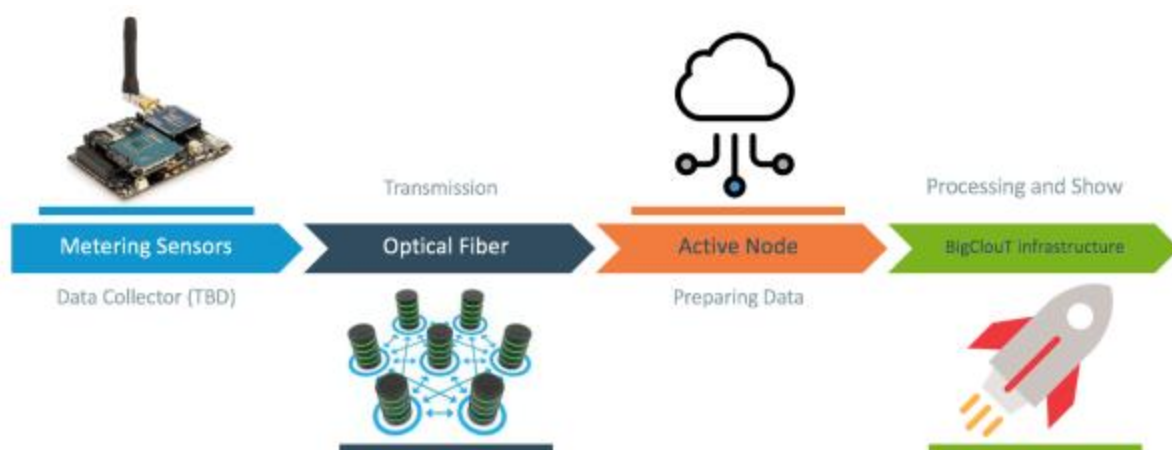 Transmission
Processing and Show
Metering Sensors
Optical Fiber
Active Node
BigClouT infrastructure
Data Collector (TBD)
Preparing Data